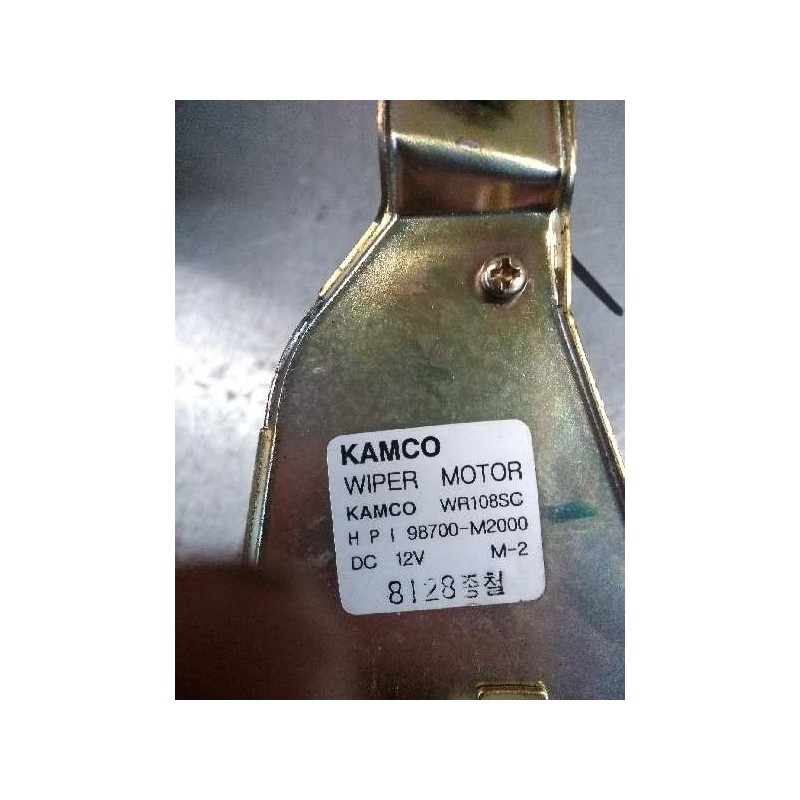 KAMCO
WIPER MOTOR
KAMCO WR108SC
H P I 98700-M2000
DC 12V M-2
8128종철